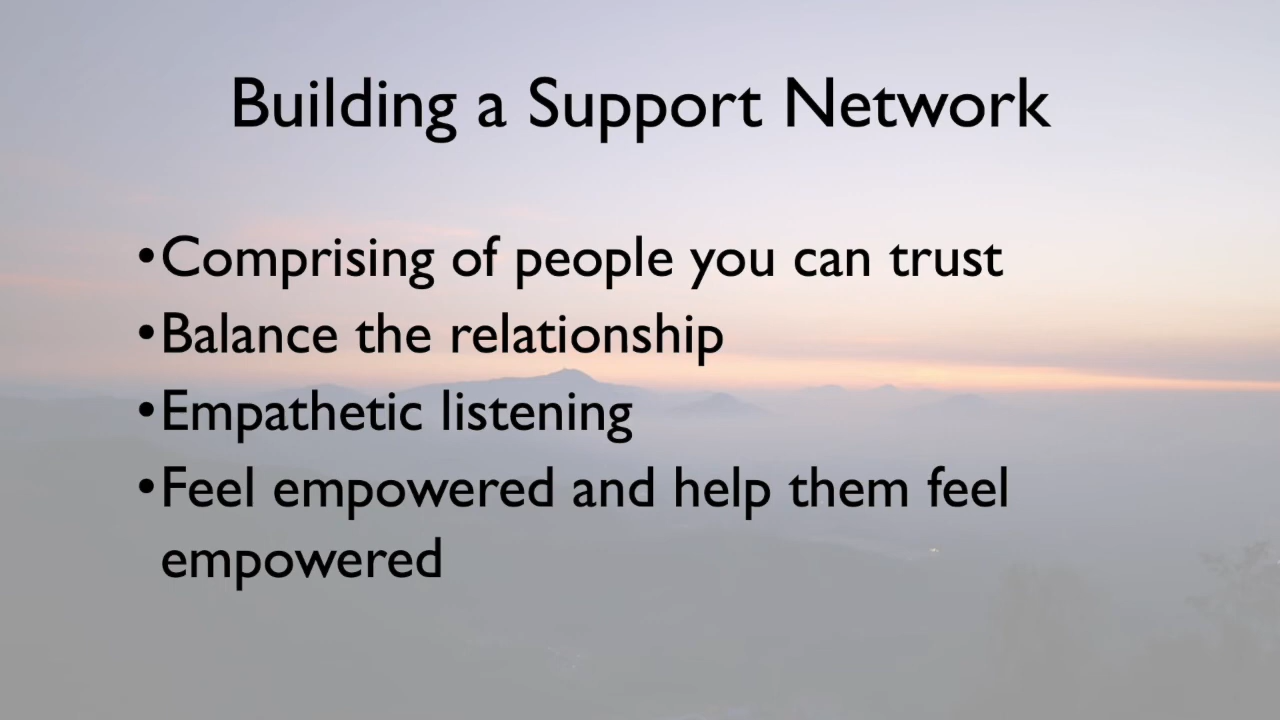 Building a Support Network
•Comprising of people you can trust
•Balance the relationship
•Empathetic listening
•Feel empowered and help them feel
empowered